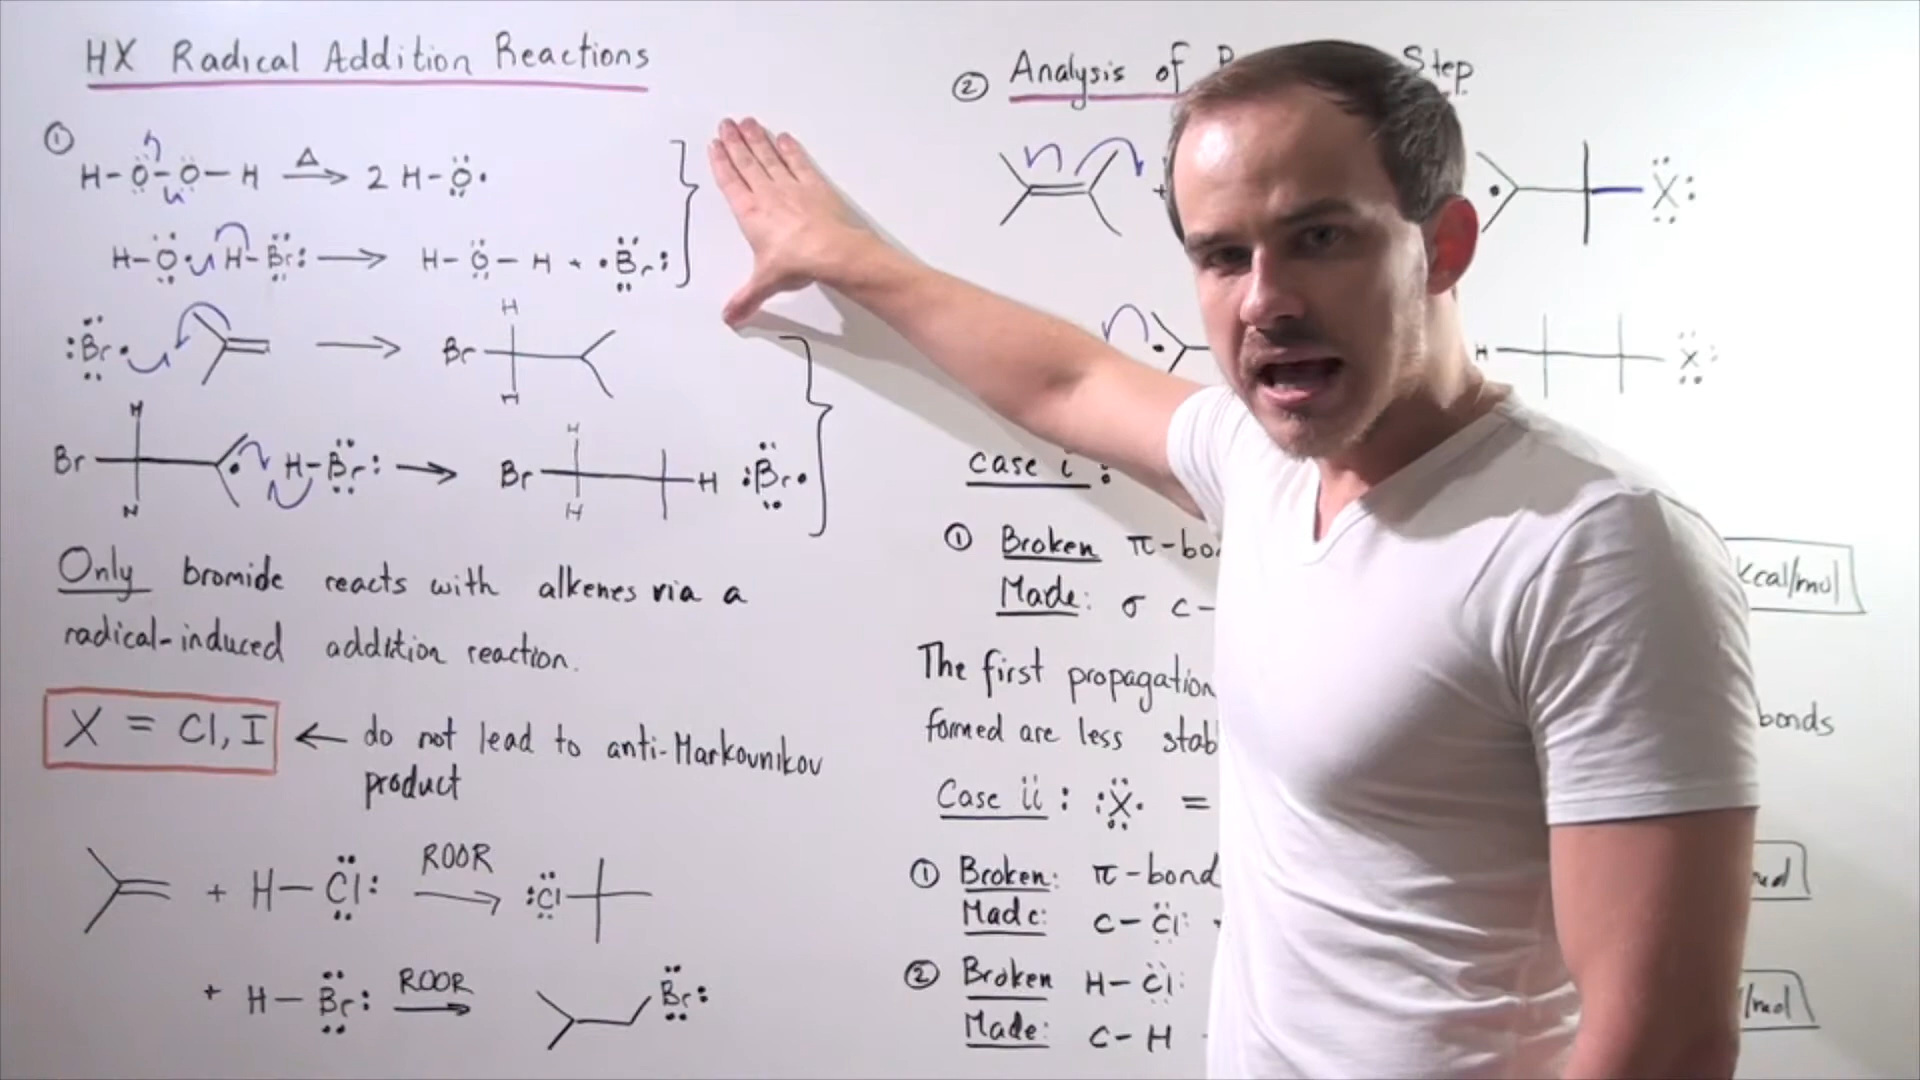 HX Radical Addition Reactions
①
H-O-O-H Δ→ 2 H-O·
H-O· H-Br: → H-O-H + ·Br:
H
:Br· → Br
H
H
Br · H-Br: → Br H :Br·
H
H
H
Only bromide reacts with alkenes via a
radical-induced addition reaction.
X = Cl, I ← do not lead to anti-Markovnikov
product
+ H-Cl: ROOR → :Cl
+ H-Br: ROOR → Br:
② Analysis of Step
+ · X:
· H X:
case i :
① Broken π-
Made: σ C-
kcal/mol
The first propagation
formed are less
bonds
Case ii : :X· =
① Broken: π-bond
Made: C-Cl:
② Broken H-Cl:
/mol
Made: C-H